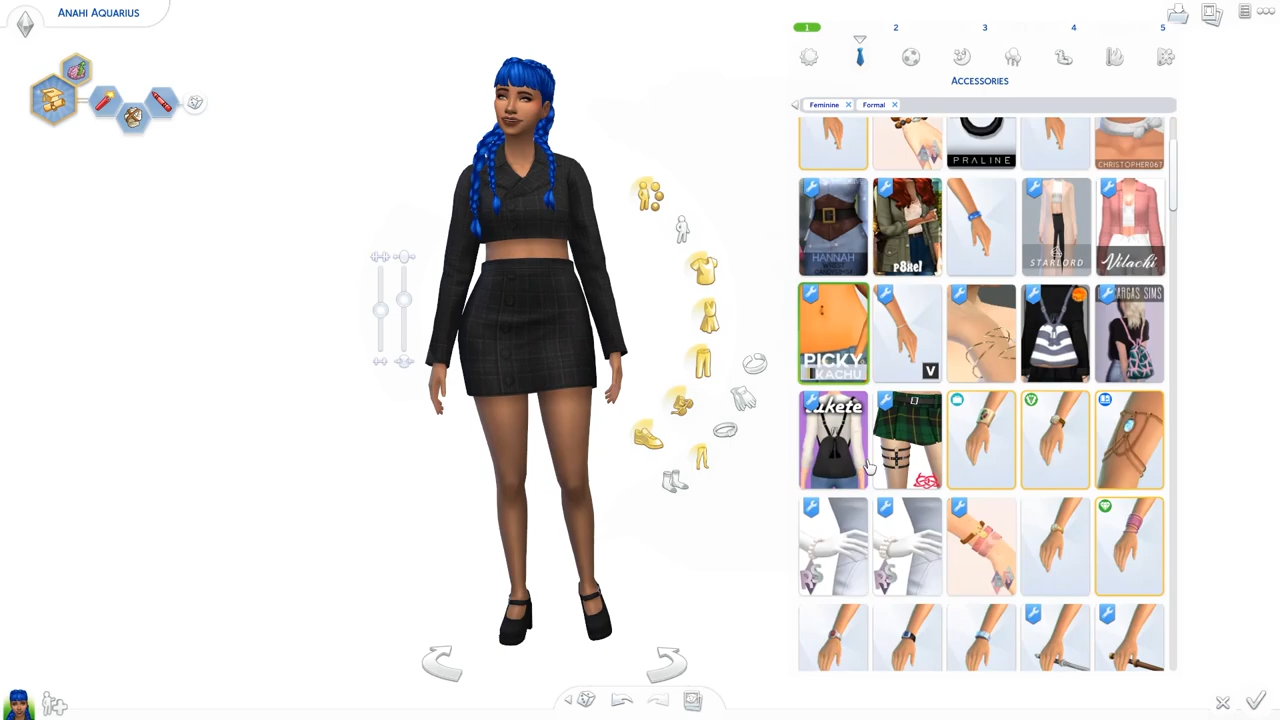 ANAHI AQUARIUS
1
2
3
4
5
ACCESSORIES
Feminine
Formal
PRALINE
CHRISTOPHER067
HANNAH
p8kel
STARLORD
Vilachi
PICKY
KACHU
V
ARGAS SIMS